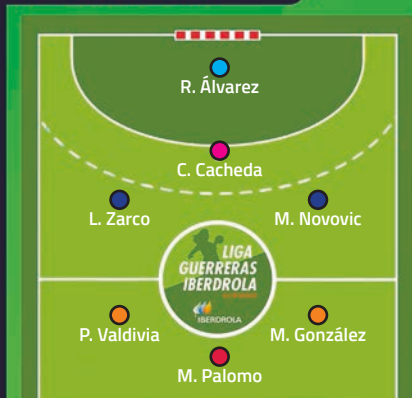 R. Álvarez
C. Cacheda
L. Zarco
M. Novovic
LIGA
GUERRERAS
IBERDROLA
IBERDROLA
P. Valdivia
M. González
M. Palomo